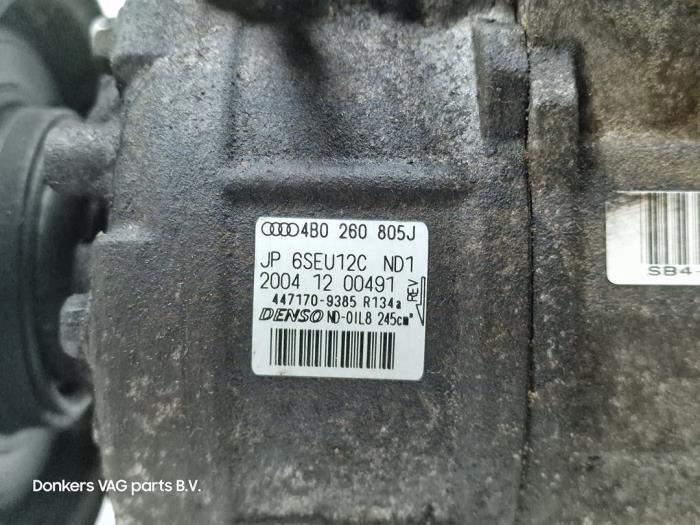 4B0 260 805J
JP 6SEU12C ND1
2004 12 00491
REV
447170-9385 R134a
DENSO ND-OIL8 245cm³
SB4
Donkers VAG parts B.V.